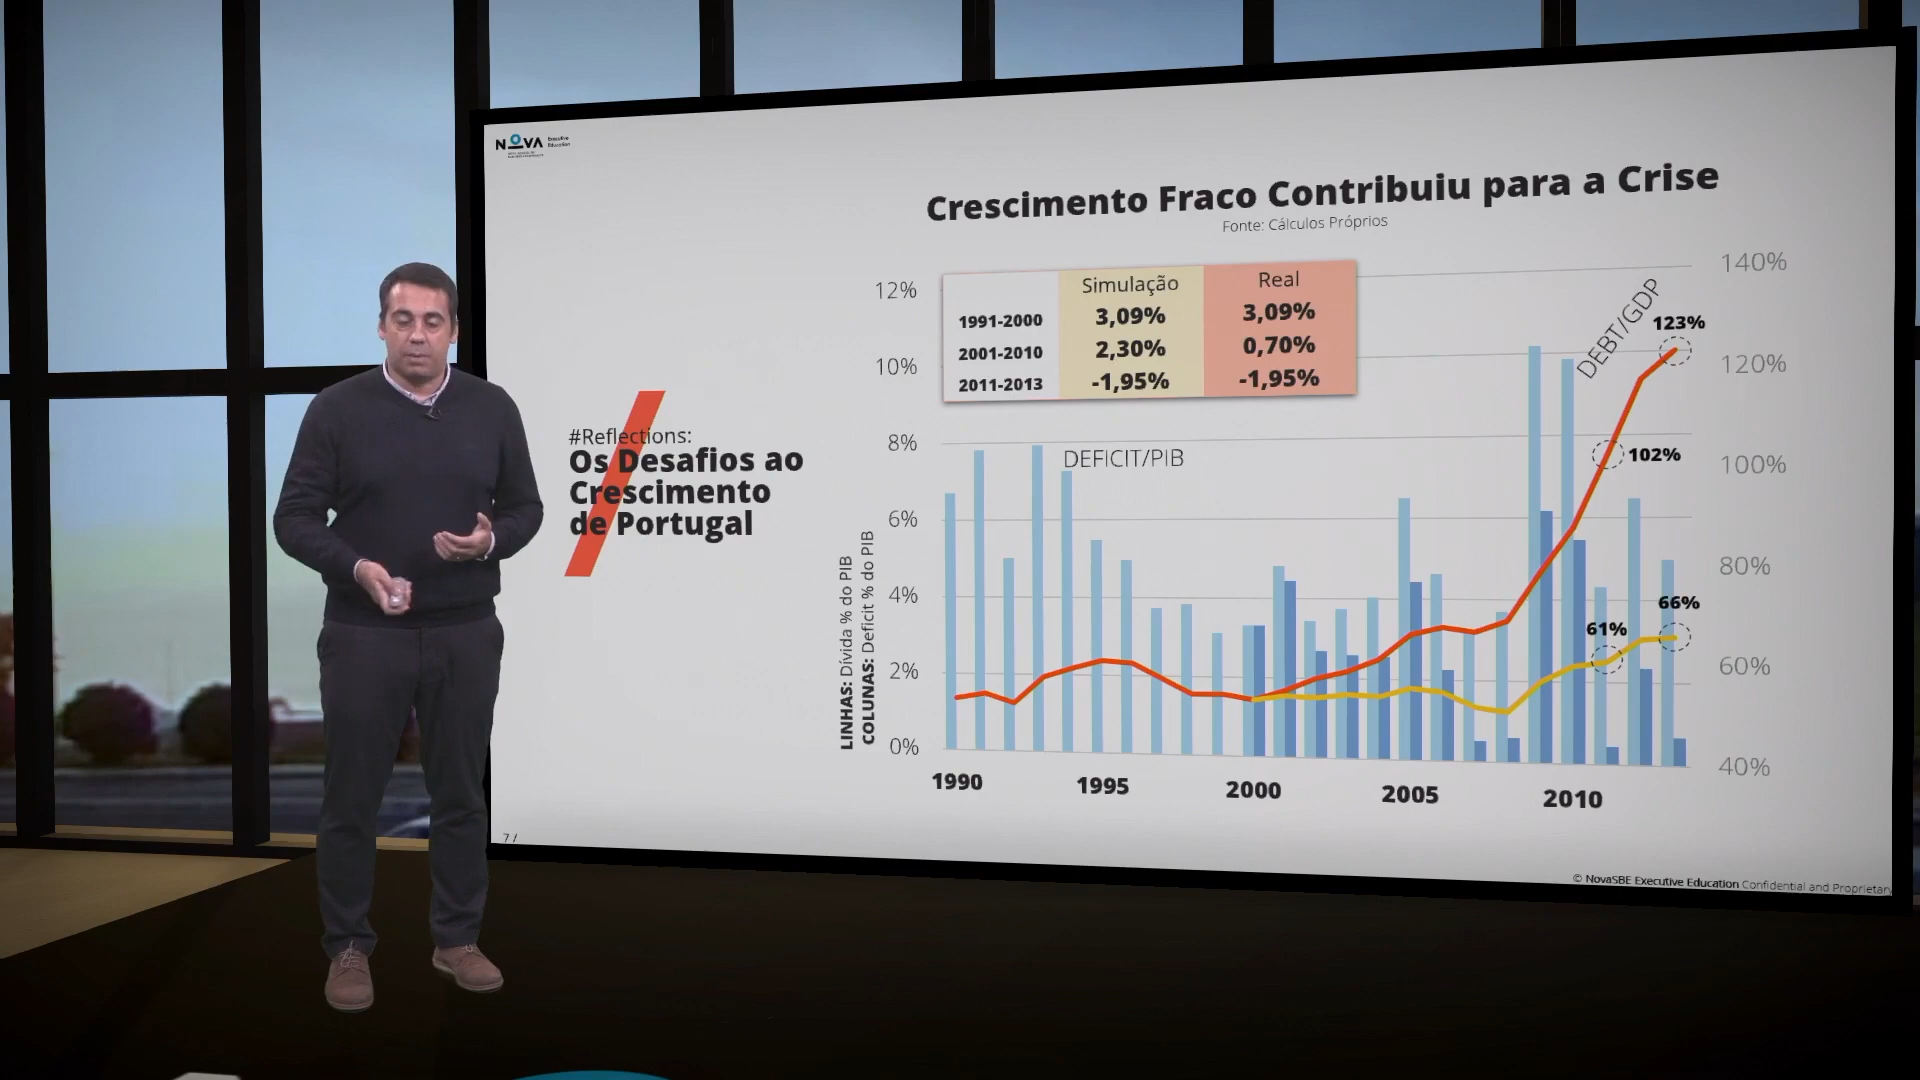 NOVA
Executive
Education
Crescimento Fraco Contribuiu para a Crise
Fonte: Cálculos Próprios
#Reflections:
Os Desafios ao
Crescimento
de Portugal
Simulação Real
1991-2000 3,09% 3,09%
2001-2010 2,30% 0,70%
2011-2013 -1,95% -1,95%
12%
10%
8%
6%
4%
2%
0%
LINHAS: Dívida % do PIB
COLUNAS: Deficit % do PIB
DEFICIT/PIB
DEBT/GDP
123%
102%
61%
66%
140%
120%
100%
80%
60%
40%
1990 1995 2000 2005 2010
7 /
© NovaSBE Executive Education Confidential and Proprietary